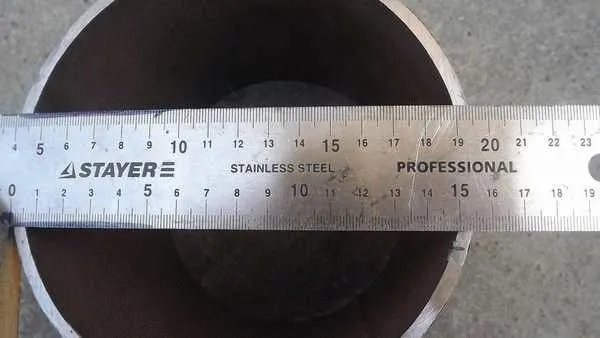 4 5 6 7 8 9 10 11 12 13 14 15 16 17 18 19 20 21 22 23
STAYER STAINLESS STEEL PROFESSIONAL
0 1 2 3 4 5 6 7 8 9 10 11 12 13 14 15 16 17 18 19